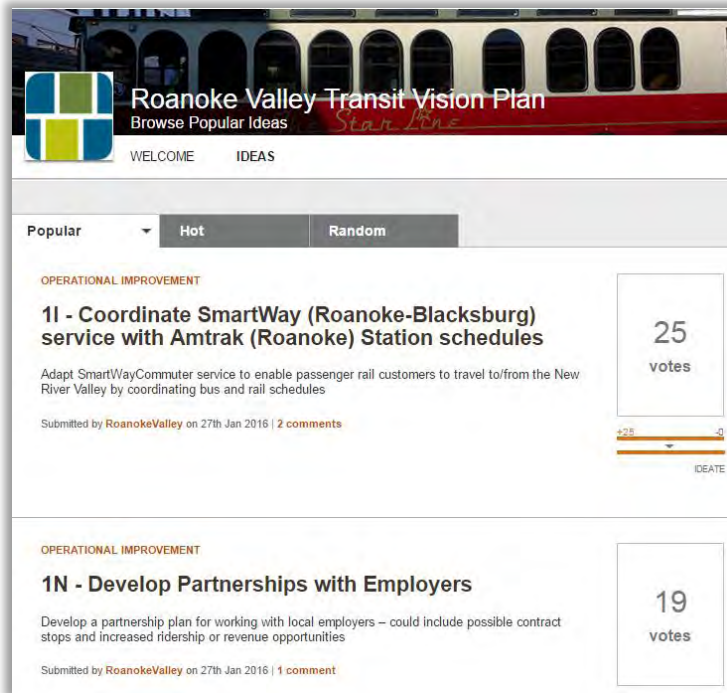 Roanoke Valley Transit Vision Plan
Browse Popular Ideas
Star Line
WELCOME IDEAS
Popular Hot Random
OPERATIONAL IMPROVEMENT
1I - Coordinate SmartWay (Roanoke-Blacksburg)
service with Amtrak (Roanoke) Station schedules
25
votes
Adapt SmartWayCommuter service to enable passenger rail customers to travel to/from the New
River Valley by coordinating bus and rail schedules
Submitted by RoanokeValley on 27th Jan 2016 | 2 comments
+25 -0
IDEATE
OPERATIONAL IMPROVEMENT
1N - Develop Partnerships with Employers
19
votes
Develop a partnership plan for working with local employers – could include possible contract
stops and increased ridership or revenue opportunities
Submitted by RoanokeValley on 27th Jan 2016 | 1 comment